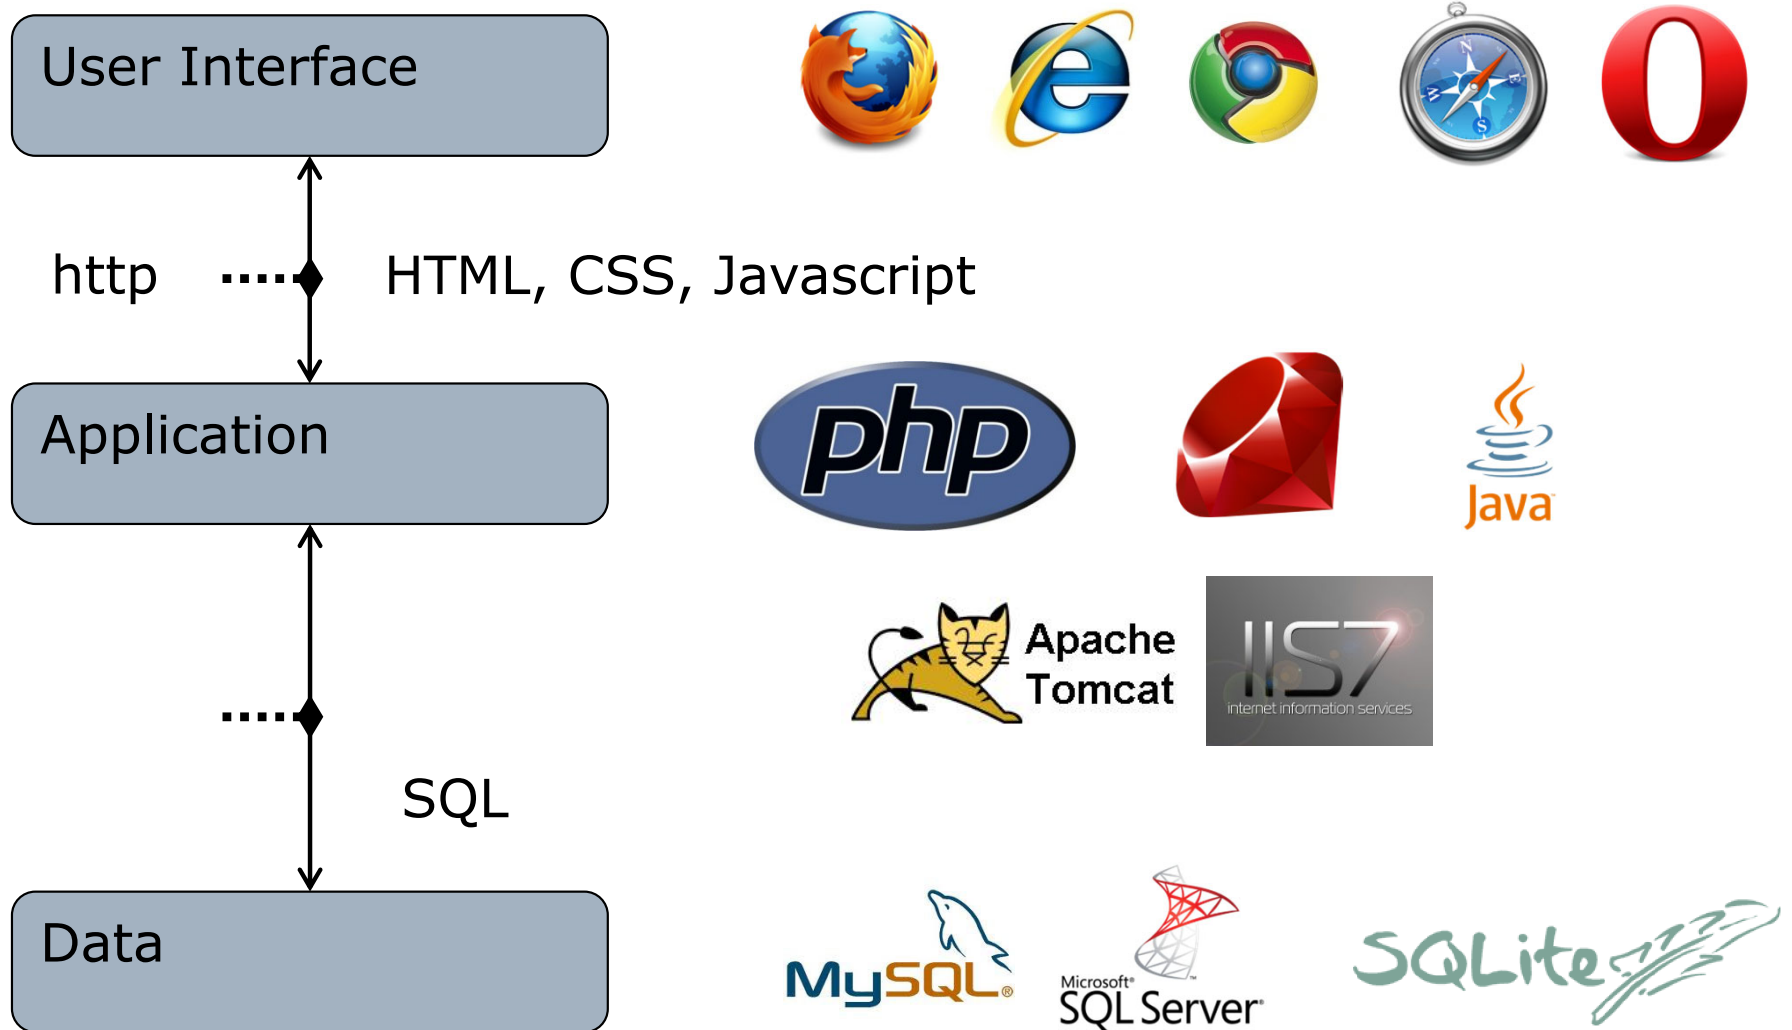 User Interface
http
HTML, CSS, Javascript
Application
php
Java
Apache
Tomcat
IIS7
internet information services
SQL
Data
MySQL®
Microsoft®
SQL Server®
SQLite